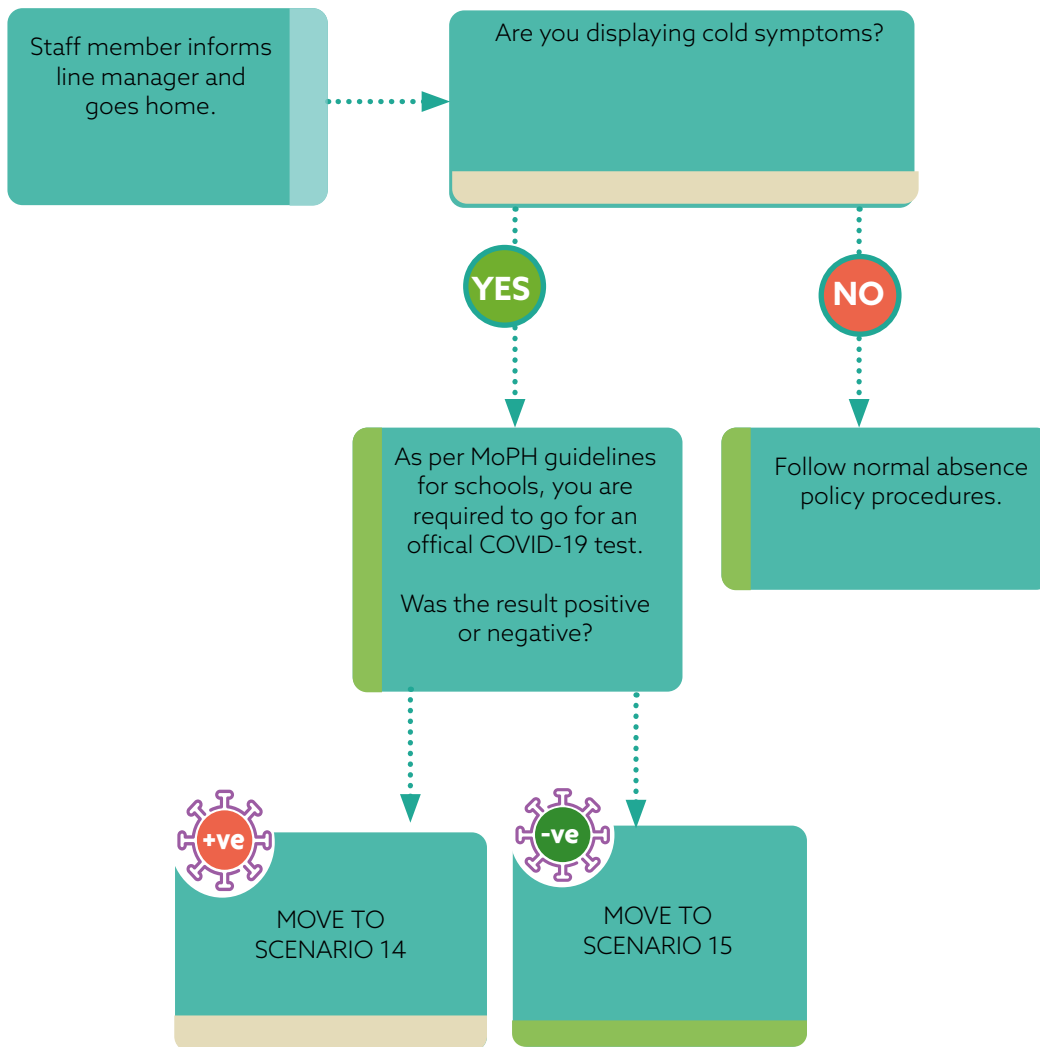 Staff member informs
line manager and
goes home.
Are you displaying cold symptoms?
YES
NO
As per MoPH guidelines
for schools, you are
required to go for an
offical COVID-19 test.
Was the result positive
or negative?
Follow normal absence
policy procedures.
+ve
MOVE TO
SCENARIO 14
-ve
MOVE TO
SCENARIO 15